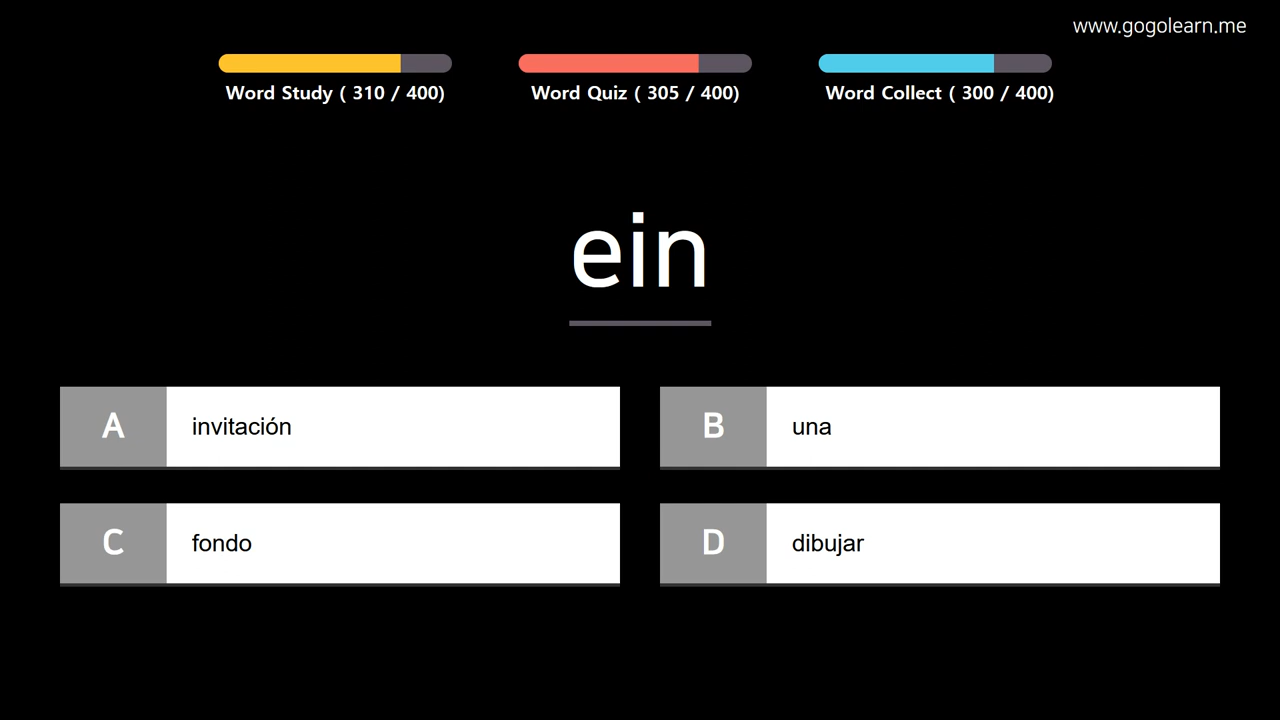 www.gogolearn.me
Word Study ( 310 / 400)
Word Quiz ( 305 / 400)
Word Collect ( 300 / 400)
ein
A invitación
B una
C fondo
D dibujar